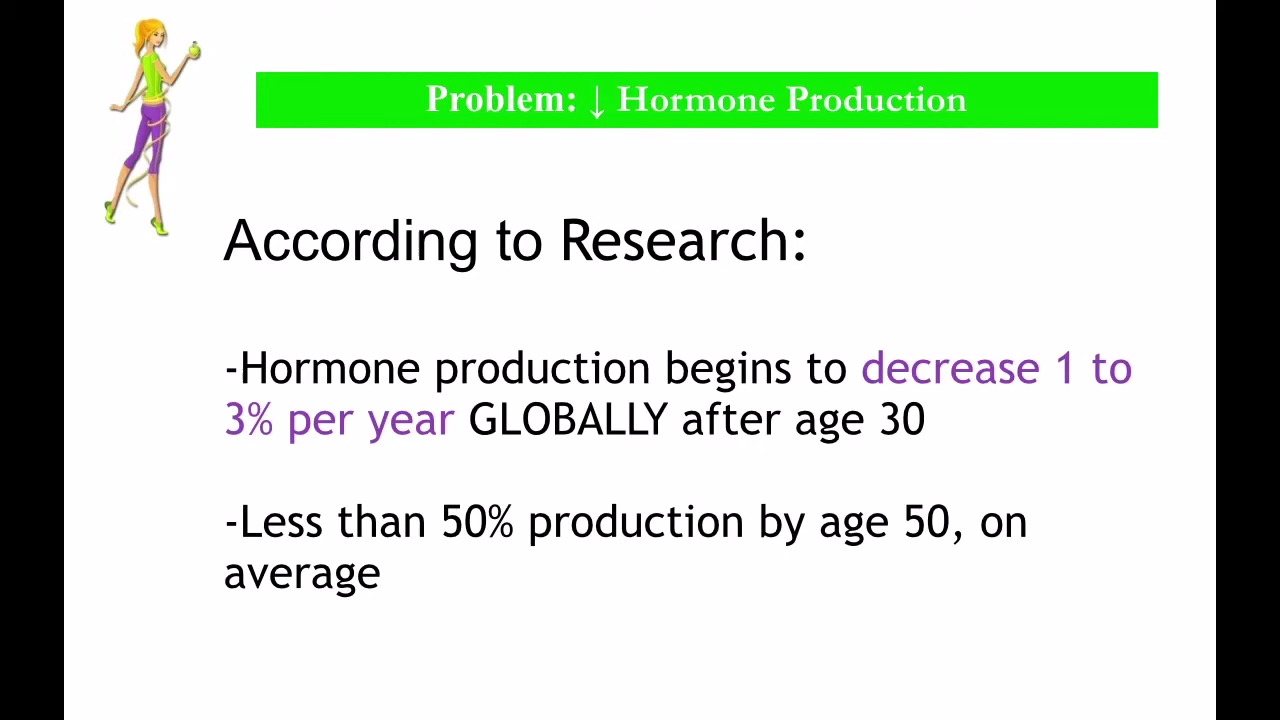 Problem: ↓ Hormone Production
According to Research:
-Hormone production begins to decrease 1 to
3% per year GLOBALLY after age 30
-Less than 50% production by age 50, on
average